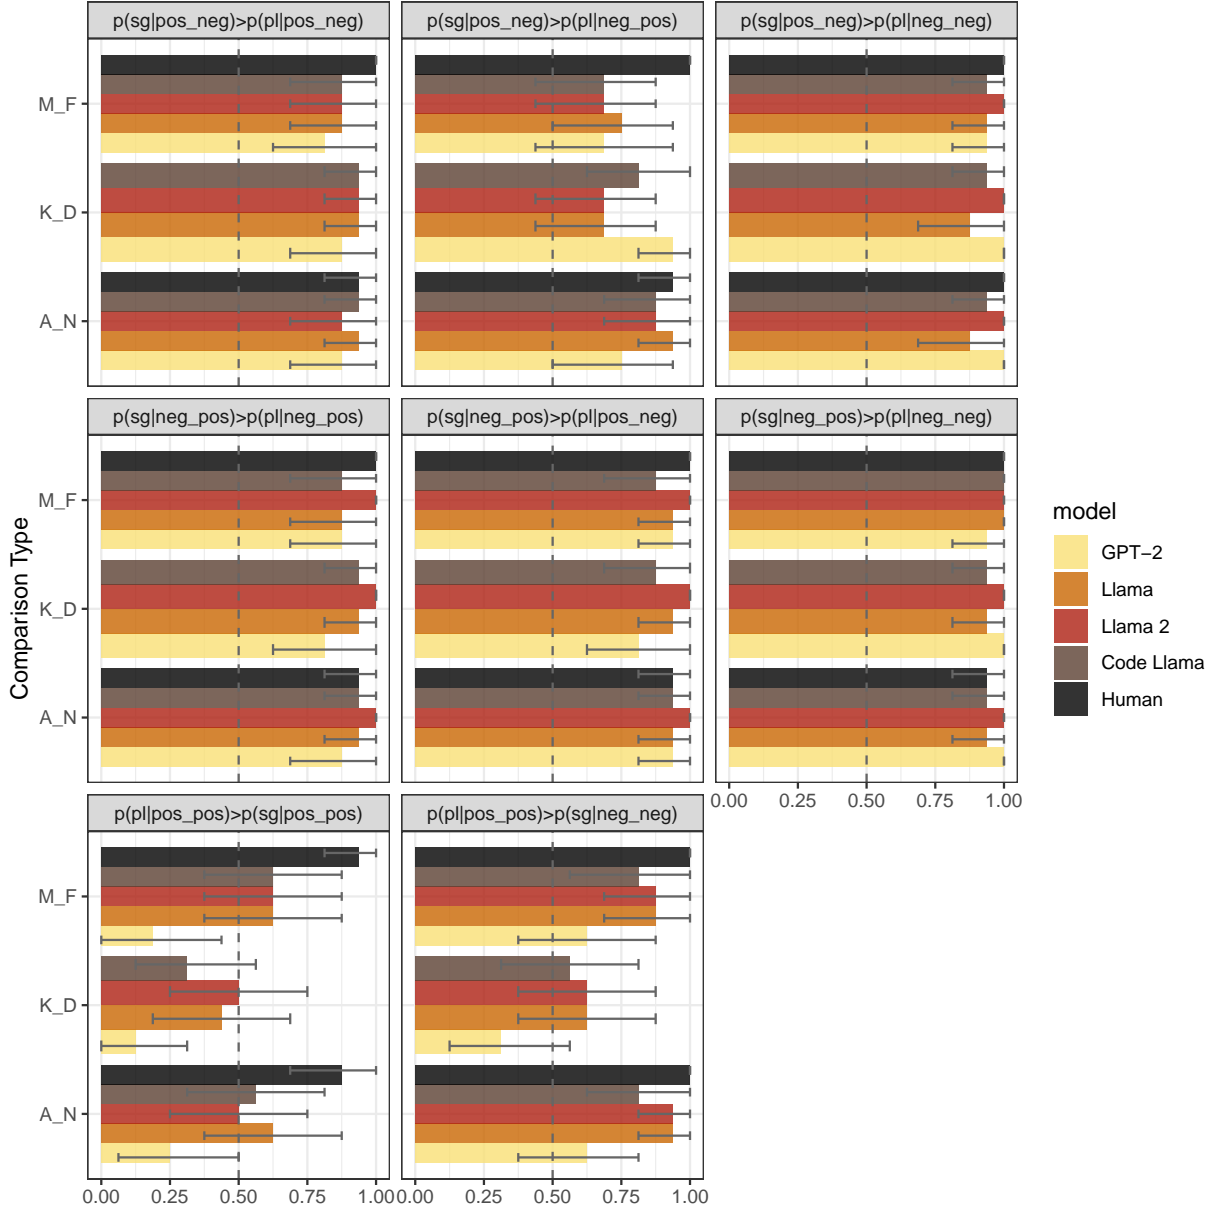 p(sg|pos_neg)>p(pl|pos_neg)
p(sg|pos_neg)>p(pl|neg_pos)
p(sg|pos_neg)>p(pl|neg_neg)
M_F
K_D
A_N
p(sg|neg_pos)>p(pl|neg_pos)
p(sg|neg_pos)>p(pl|pos_neg)
p(sg|neg_pos)>p(pl|neg_neg)
M_F
K_D
A_N
Comparison Type
0.00 0.25 0.50 0.75 1.00
p(pl|pos_pos)>p(sg|pos_pos)
p(pl|pos_pos)>p(sg|neg_neg)
M_F
K_D
A_N
0.00 0.25 0.50 0.75 1.00
0.00 0.25 0.50 0.75 1.00
model
GPT−2
Llama
Llama 2
Code Llama
Human